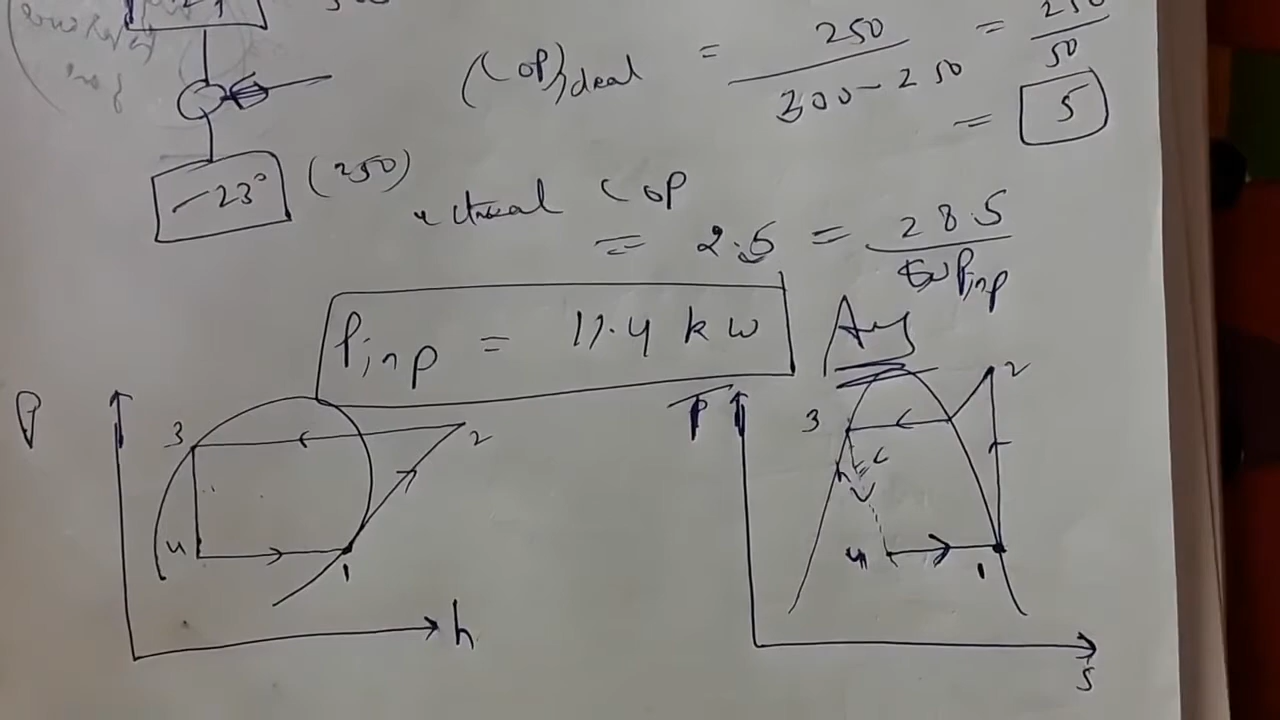 (COP)ideal = 250 / 300 - 250 = 250 / 50
= 5
-23° (250)
COP
= 2.5 = 28.5 / Pinp
Pinp = 11.4 kW
Ans
P
3
2
4
1
h
T
3
2
h = c
4
1
s